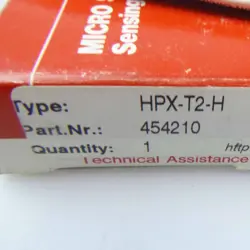 MICRO S
Sensing
Type: HPX-T2-H
Part.Nr.: 454210
Quantity: 1 http
Technical Assistance